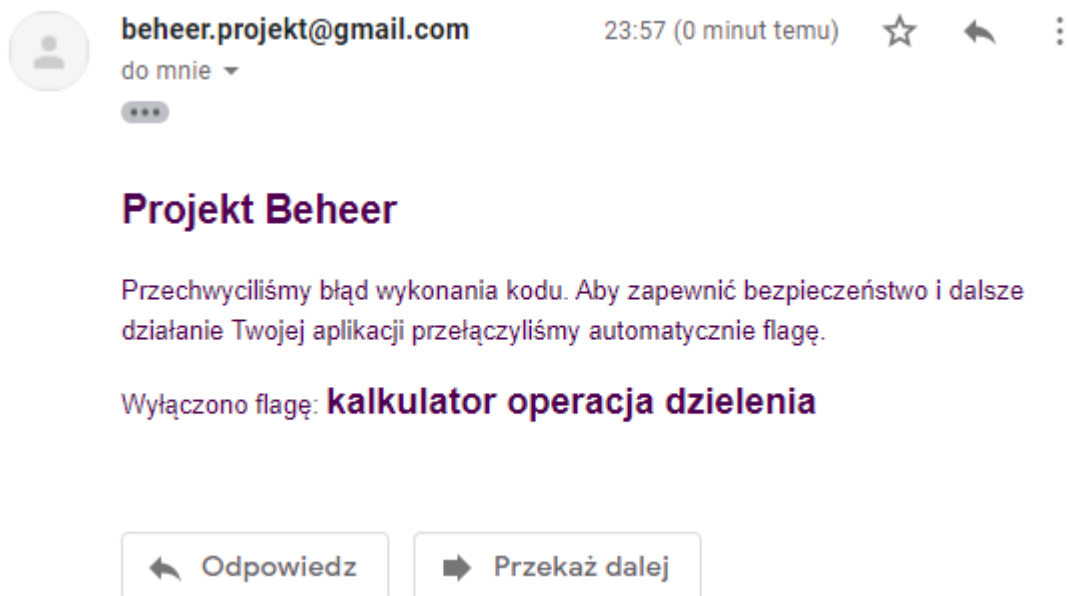 beheer.projekt@gmail.com 23:57 (0 minut temu)
do mnie
Projekt Beheer
Przechwyciliśmy błąd wykonania kodu. Aby zapewnić bezpieczeństwo i dalsze
działanie Twojej aplikacji przełączyliśmy automatycznie flagę.
Wyłączono flagę: kalkulator operacja dzielenia
Odpowiedz Przekaż dalej